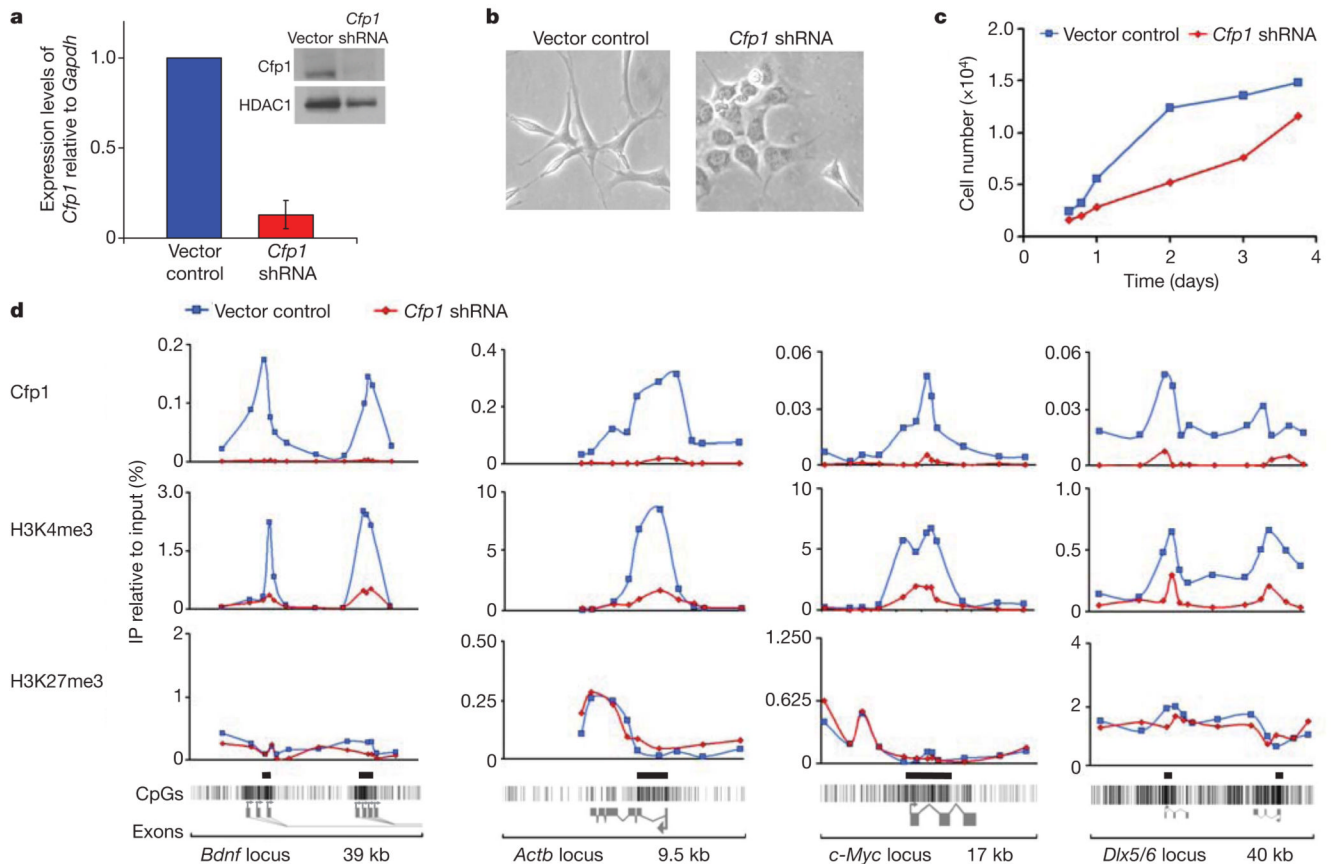 a
Expression levels of
Cfp1 relative to Gapdh
1.0
0.5
0
Vector
control
Cfp1
shRNA
Vector
Cfp1
shRNA
Cfp1
HDAC1
b
Vector control
Cfp1 shRNA
c
Vector control
Cfp1 shRNA
Cell number (×10⁴)
2.0
1.5
1.0
0.5
0
0 1 2 3 4
Time (days)
d
Vector control
Cfp1 shRNA
IP relative to input (%)
Cfp1
0.2
0.1
0
0.4
0.2
0
0.06
0.03
0
0.06
0.03
0
H3K4me3
3.0
1.5
0
10
5
0
10
5
0
1.0
0.5
0
H3K27me3
2
1
0
0.50
0.25
0
1.250
0.625
0
4
2
0
CpGs
Exons
Bdnf locus 39 kb
Actb locus 9.5 kb
c-Myc locus 17 kb
Dlx5/6 locus 40 kb